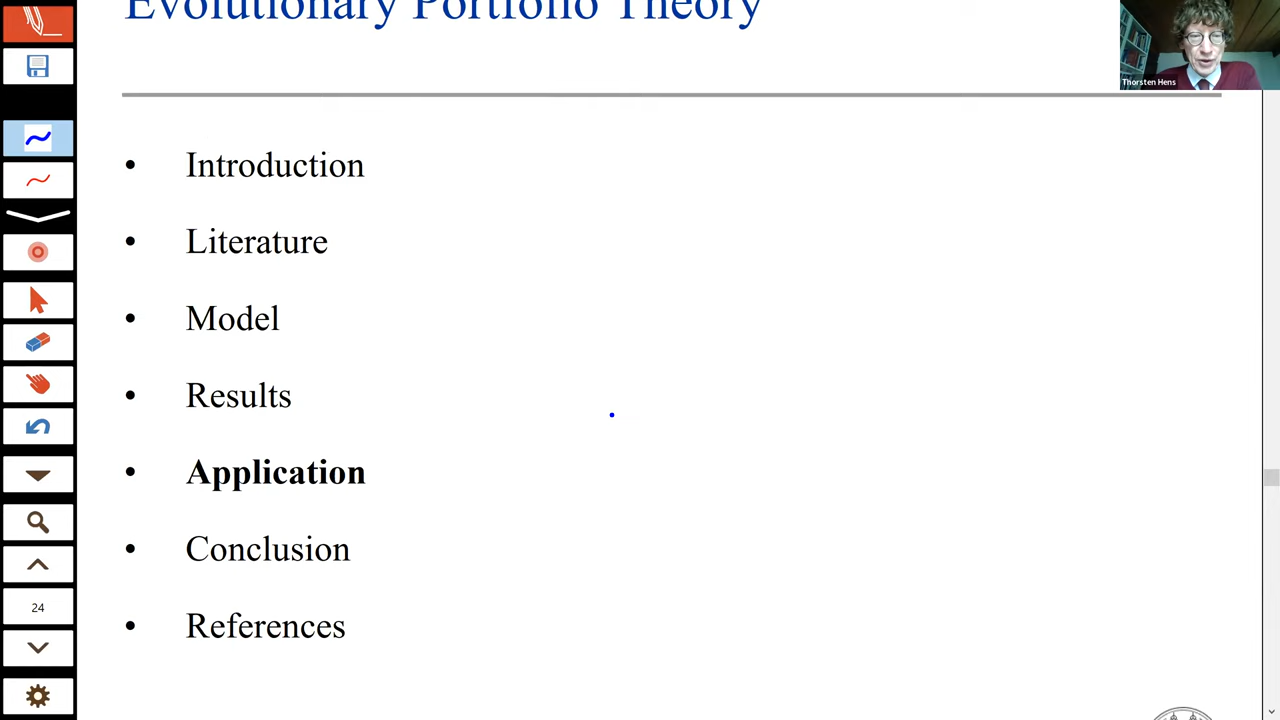 Evolutionary Portfolio Theory
Thorsten Hens
• Introduction
• Literature
• Model
• Results
• Application
• Conclusion
• References
24